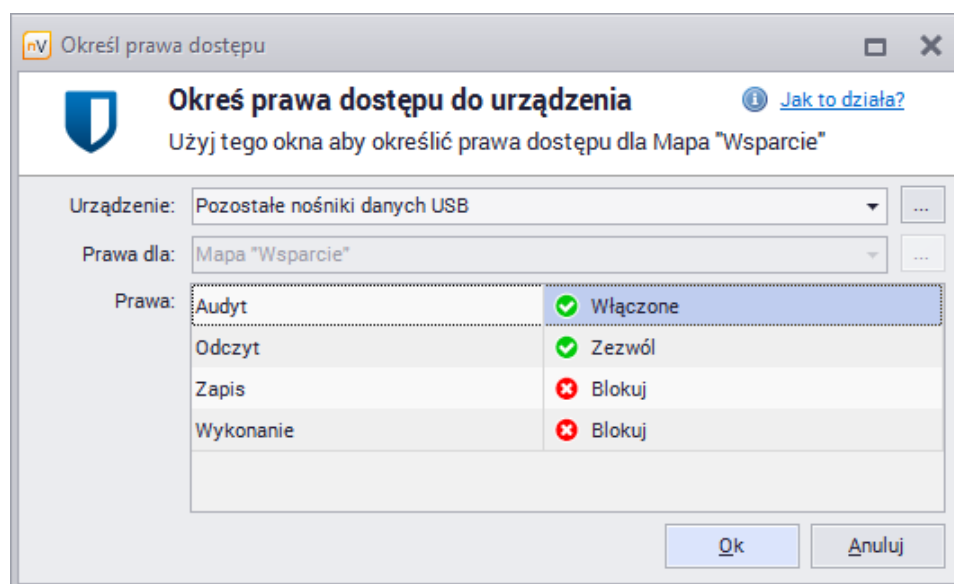 nV Określ prawa dostępu
Okreś prawa dostępu do urządzenia
i Jak to działa?
Użyj tego okna aby określić prawa dostępu dla Mapa "Wsparcie"
Urządzenie: Pozostałe nośniki danych USB ...
Prawa dla: Mapa "Wsparcie" ...
Prawa: Audyt Włączone
Odczyt Zezwól
Zapis Blokuj
Wykonanie Blokuj
Ok Anuluj